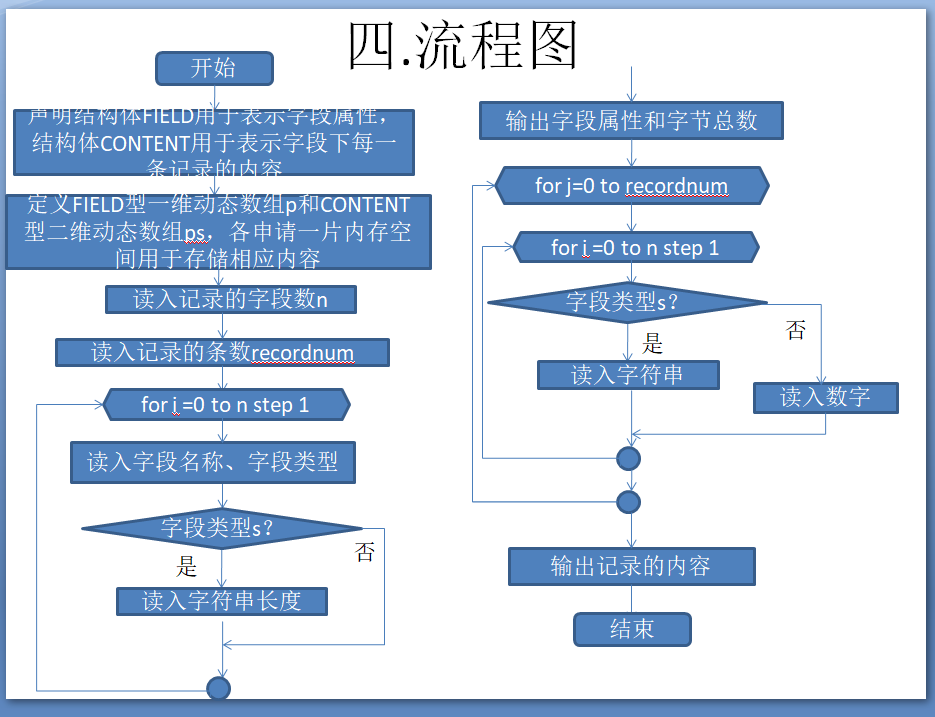 四.流程图
开始
声明结构体FIELD用于表示字段属性，
结构体CONTENT用于表示字段下每一
条记录的内容
定义FIELD型一维动态数组p和CONTENT
型二维动态数组ps，各申请一片内存空
间用于存储相应内容
读入记录的字段数n
读入记录的条数recordnum
for i =0 to n step 1
读入字段名称、字段类型
字段类型s？
是
否
读入字符串长度
输出字段属性和字节总数
for j=0 to recordnum
for i =0 to n step 1
字段类型s？
是
否
读入字符串
读入数字
输出记录的内容
结束